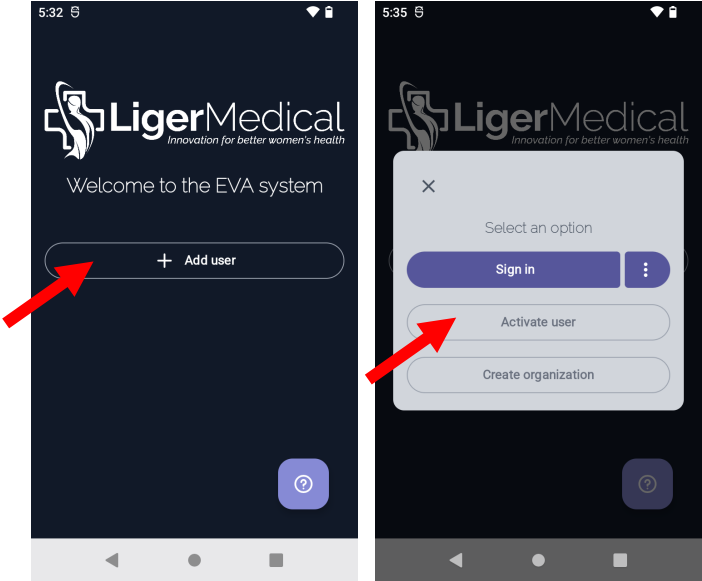 5:32
LigerMedical
Innovation for better women's health
Welcome to the EVA system
Add user
5:35
LigerMedical
Innovation for better women's health
Select an option
Sign in
Activate user
Create organization